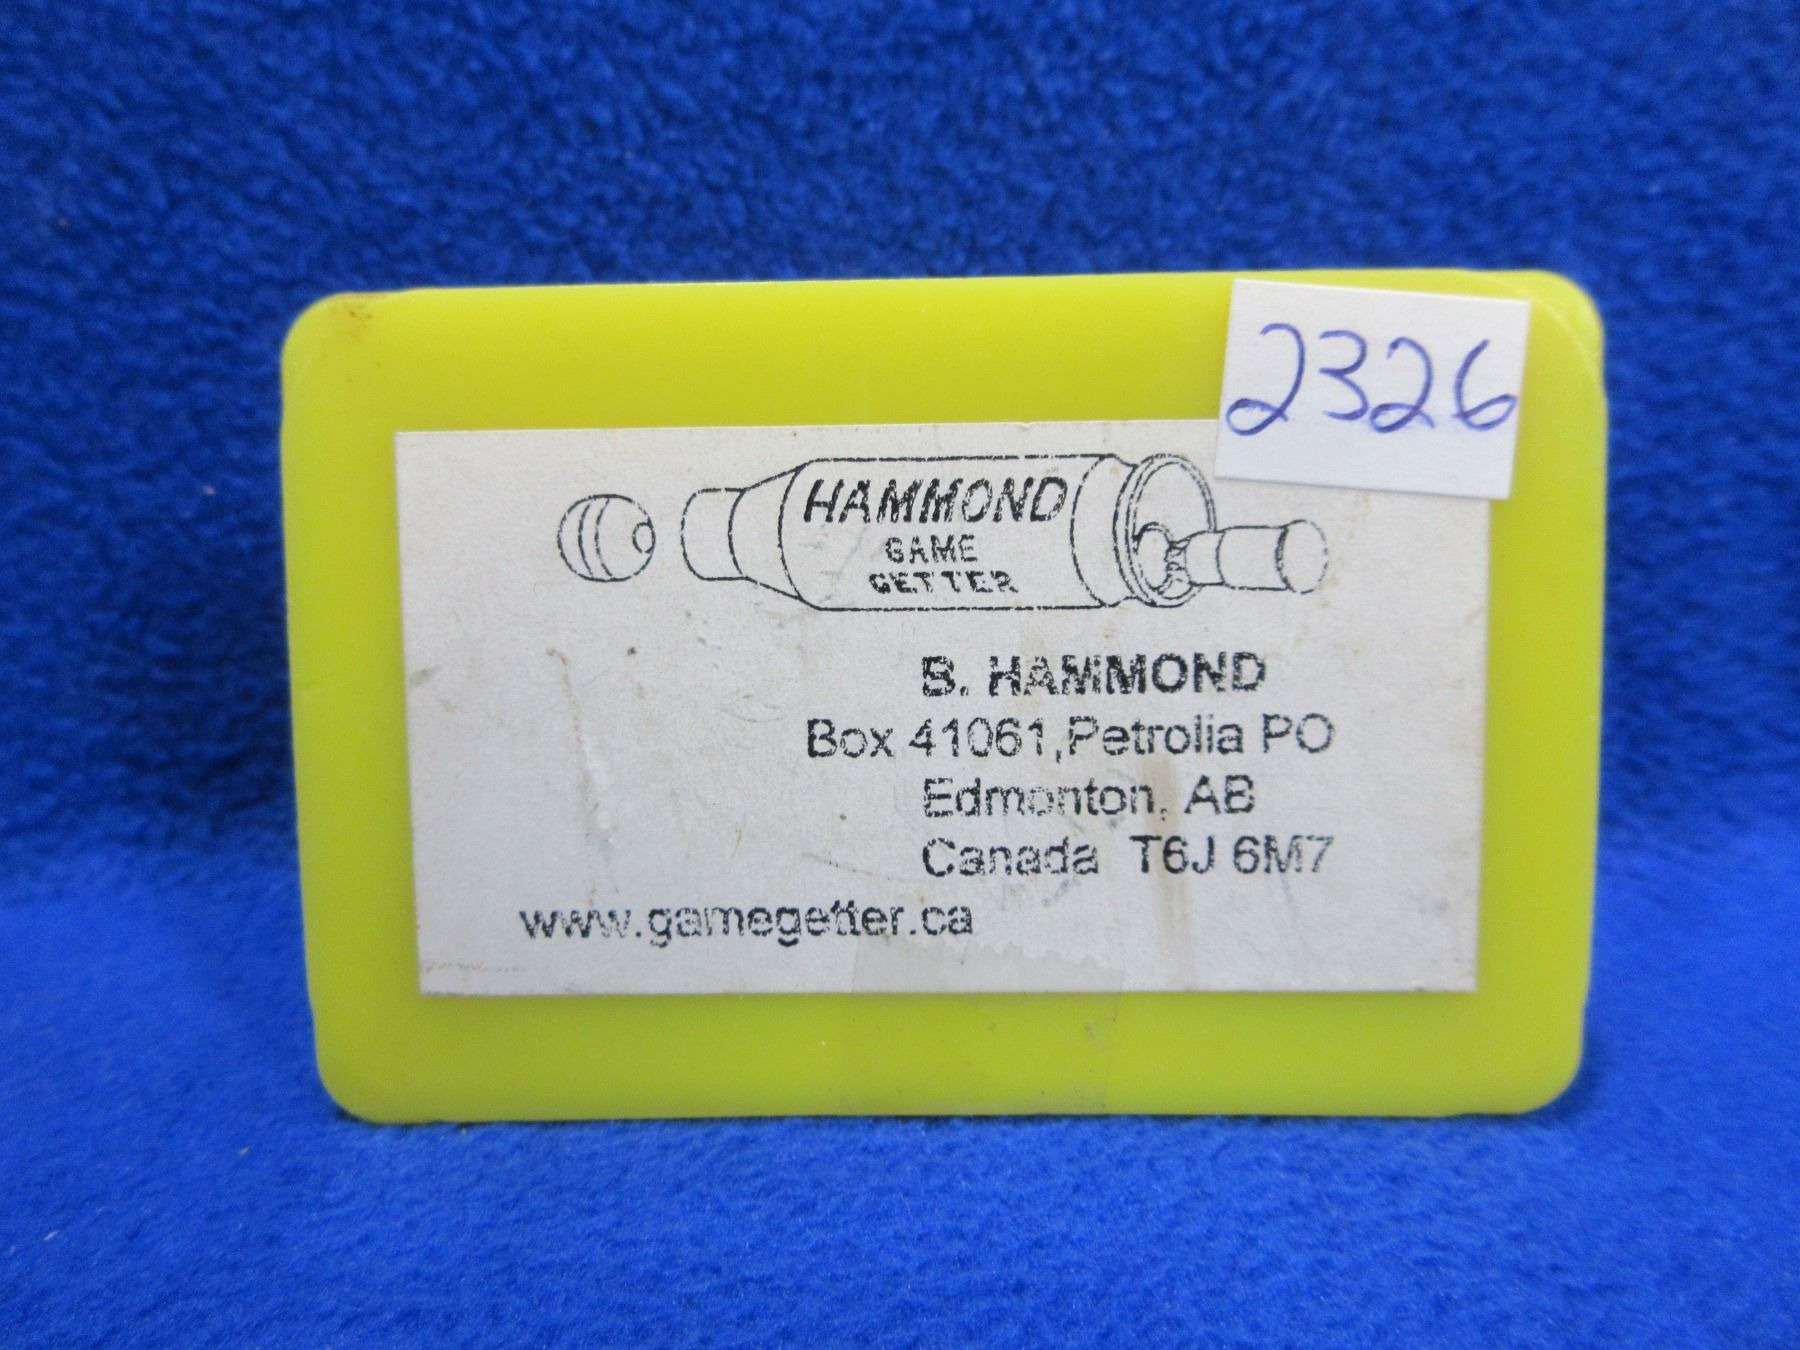 2326
HAMMOND
GAME
GETTER
B. HAMMOND
Box 41061,Petrolia PO
Edmonton, AB
Canada T6J 6M7
www.gamegetter.ca